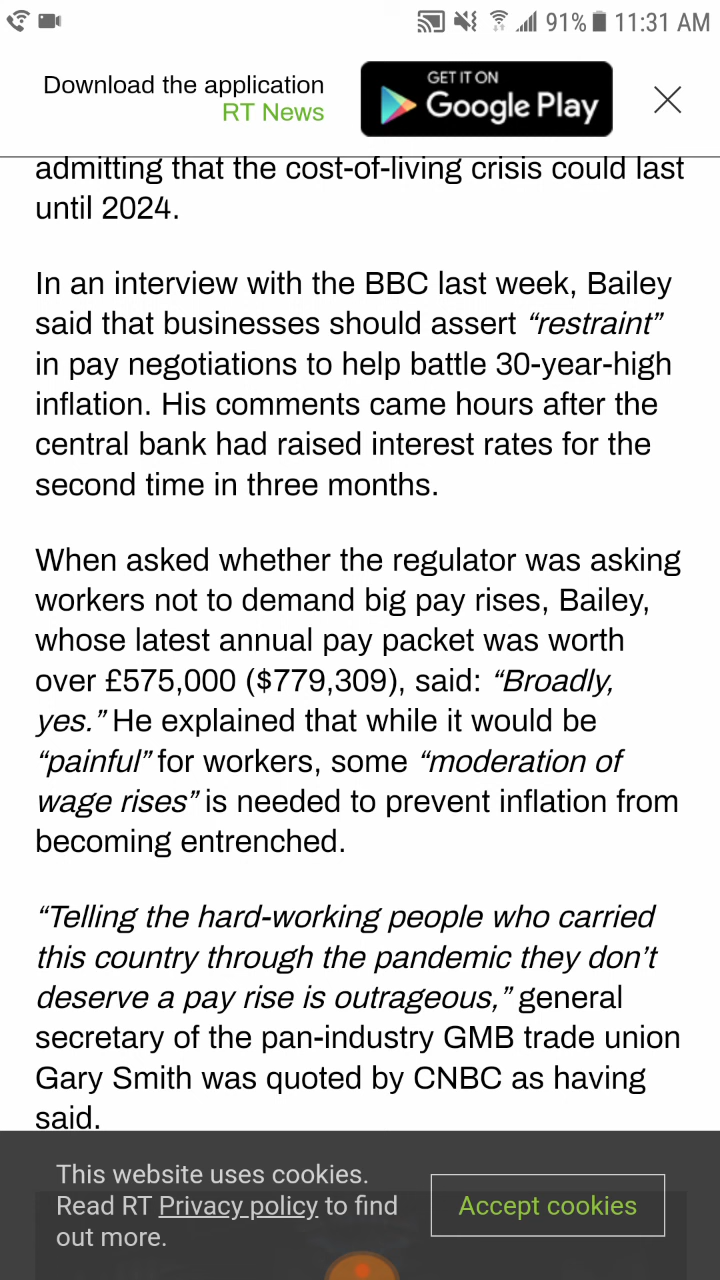 91% 11:31 AM
Download the application
RT News
GET IT ON
Google Play
admitting that the cost-of-living crisis could last
until 2024.
In an interview with the BBC last week, Bailey
said that businesses should assert “restraint”
in pay negotiations to help battle 30-year-high
inflation. His comments came hours after the
central bank had raised interest rates for the
second time in three months.
When asked whether the regulator was asking
workers not to demand big pay rises, Bailey,
whose latest annual pay packet was worth
over £575,000 ($779,309), said: “Broadly,
yes.” He explained that while it would be
“painful” for workers, some “moderation of
wage rises” is needed to prevent inflation from
becoming entrenched.
“Telling the hard-working people who carried
this country through the pandemic they don’t
deserve a pay rise is outrageous,” general
secretary of the pan-industry GMB trade union
Gary Smith was quoted by CNBC as having
said.
This website uses cookies.
Read RT Privacy policy to find
out more.
Accept cookies